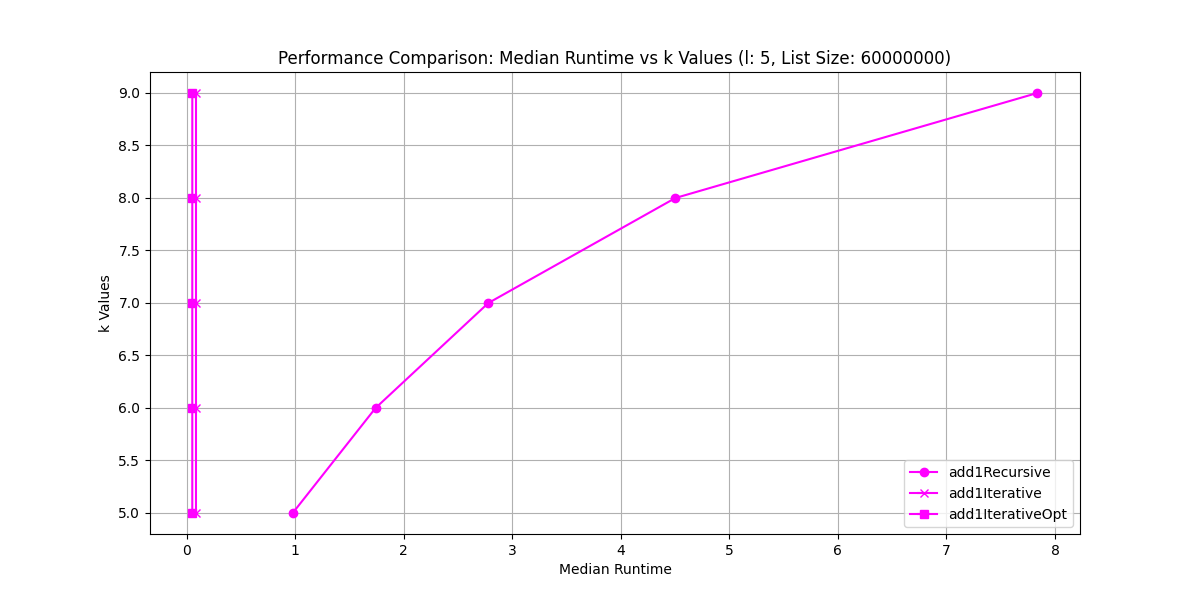 Performance Comparison: Median Runtime vs k Values (l: 5, List Size: 60000000)
k Values
9.0
8.5
8.0
7.5
7.0
6.5
6.0
5.5
5.0
add1Recursive
add1Iterative
add1IterativeOpt
0 1 2 3 4 5 6 7 8
Median Runtime